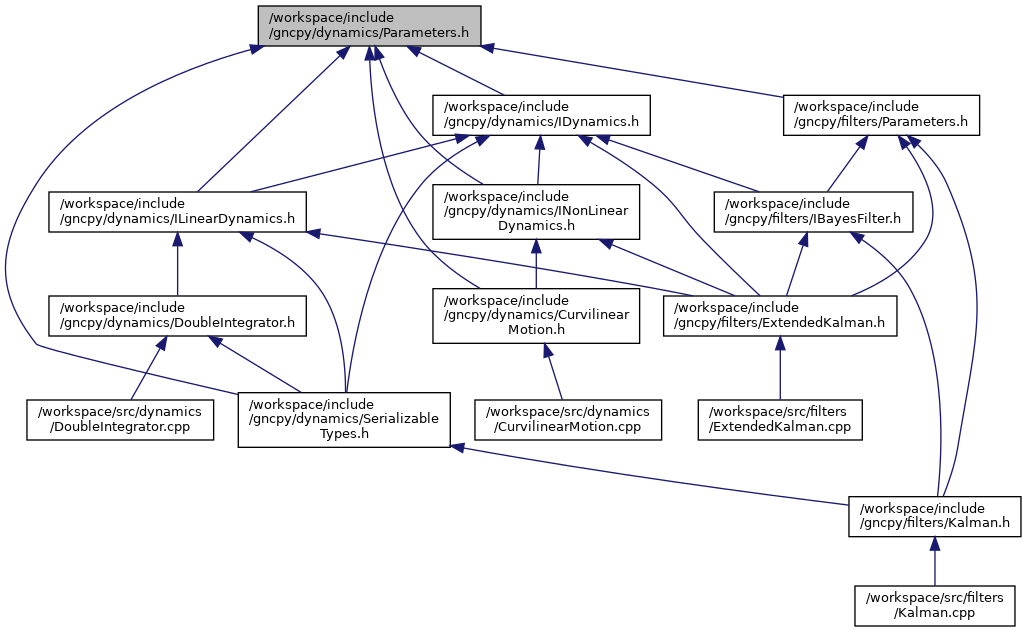 /workspace/include
/gncpy/dynamics/Parameters.h
/workspace/include
/gncpy/dynamics/IDynamics.h
/workspace/include
/gncpy/filters/Parameters.h
/workspace/include
/gncpy/dynamics/ILinearDynamics.h
/workspace/include
/gncpy/dynamics/INonLinear
Dynamics.h
/workspace/include
/gncpy/filters/IBayesFilter.h
/workspace/include
/gncpy/dynamics/DoubleIntegrator.h
/workspace/include
/gncpy/dynamics/Curvilinear
Motion.h
/workspace/include
/gncpy/filters/ExtendedKalman.h
/workspace/src/dynamics
/DoubleIntegrator.cpp
/workspace/include
/gncpy/dynamics/Serializable
Types.h
/workspace/src/dynamics
/CurvilinearMotion.cpp
/workspace/src/filters
/ExtendedKalman.cpp
/workspace/include
/gncpy/filters/Kalman.h
/workspace/src/filters
/Kalman.cpp